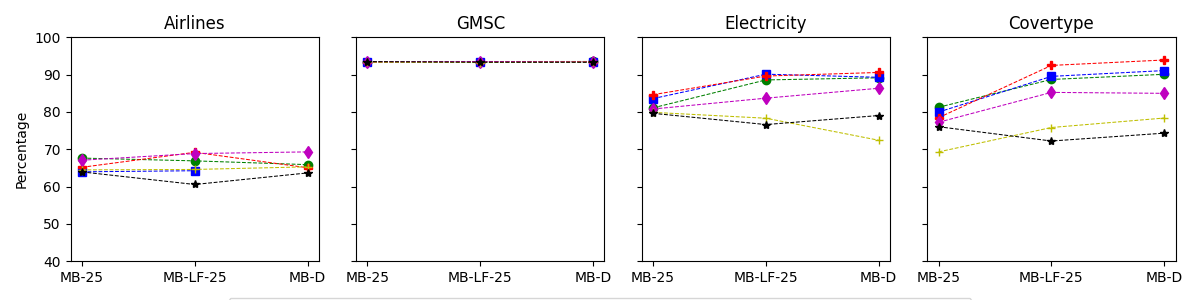 Airlines GMSC Electricity Covertype
100
90
80
70
60
50
40
Percentage
MB-25 MB-LF-25 MB-D MB-25 MB-LF-25 MB-D MB-25 MB-LF-25 MB-D MB-25 MB-LF-25 MB-D